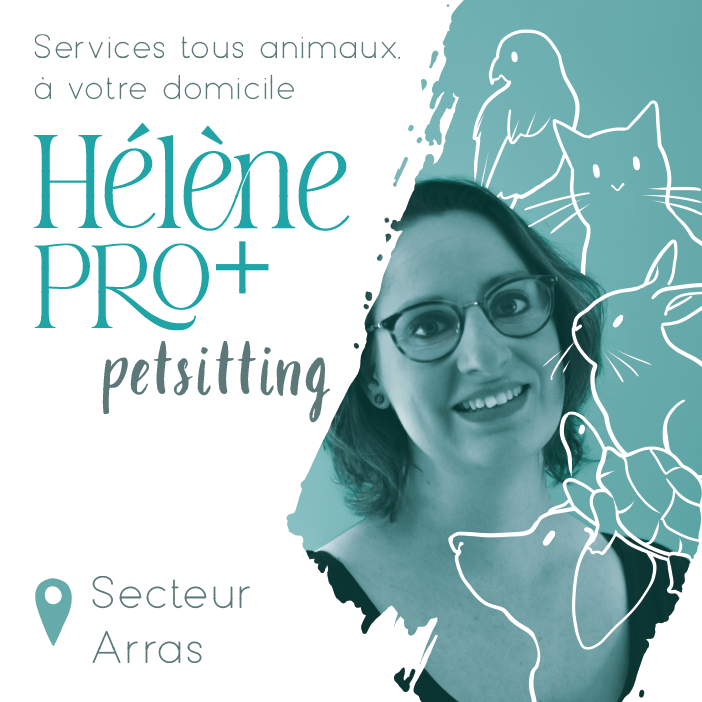 Services tous animaux,
à votre domicile
Hélène
PRO+
petsitting
Secteur
Arras